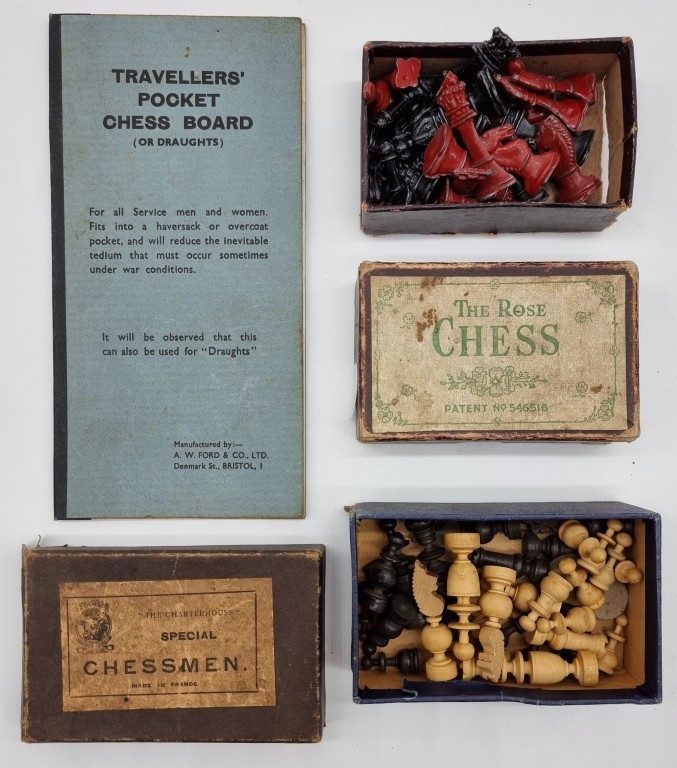 TRAVELLERS'
POCKET
CHESS BOARD
(OR DRAUGHTS)
For all Service men and women.
Fits into a haversack or overcoat
pocket, and will reduce the inevitable
tedium that must occur sometimes
under war conditions.
It will be observed that this
can also be used for "Draughts"
Manufactured by:—
A. W. FORD & CO., LTD.
Denmark St., BRISTOL, 1
THE ROSE
CHESS
PATENT No 546516
"THE CHARTERHOUSE"
SPECIAL
CHESSMEN.
MADE IN FRANCE